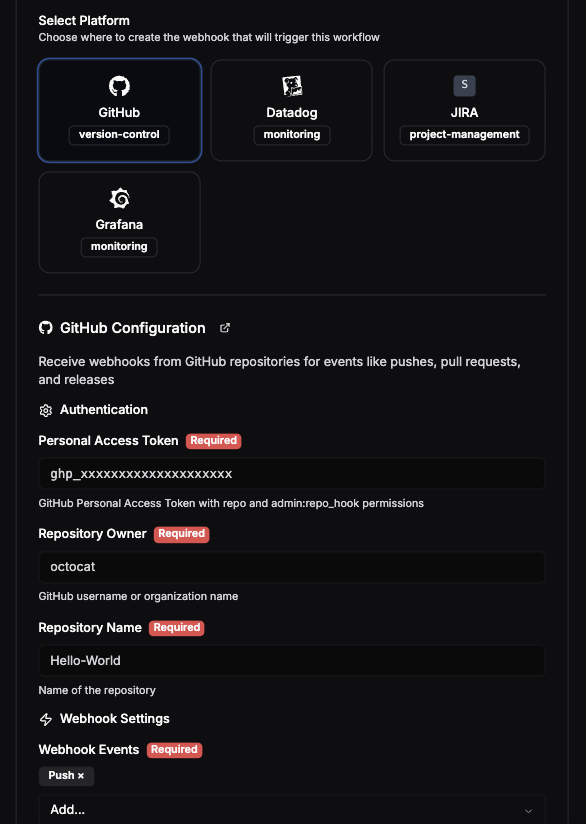 Select Platform
Choose where to create the webhook that will trigger this workflow
GitHub
version-control
Datadog
monitoring
S
JIRA
project-management
Grafana
monitoring
GitHub Configuration
Receive webhooks from GitHub repositories for events like pushes, pull requests,
and releases
Authentication
Personal Access Token Required
ghp_xxxxxxxxxxxxxxxxxxxx
GitHub Personal Access Token with repo and admin:repo_hook permissions
Repository Owner Required
octocat
GitHub username or organization name
Repository Name Required
Hello-World
Name of the repository
Webhook Settings
Webhook Events Required
Push ×
Add...